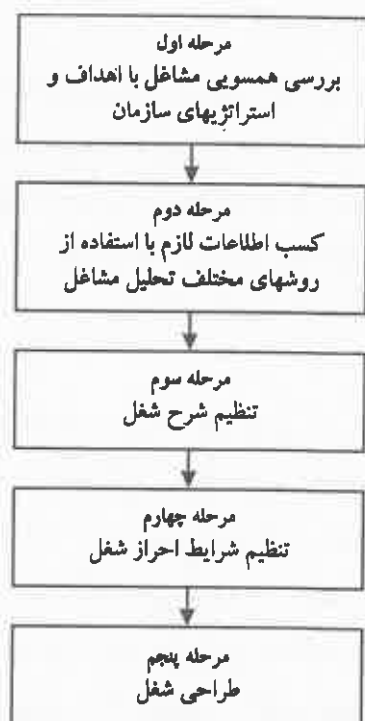 مرحله اول
بررسی همسویی مشاغل با اهداف و
استراتژیهای سازمان
مرحله دوم
کسب اطلاعات لازم با استفاده از
روشهای مختلف تحلیل مشاغل
مرحله سوم
تنظیم شرح شغل
مرحله چهارم
تنظیم شرایط احراز شغل
مرحله پنجم
طراحی شغل